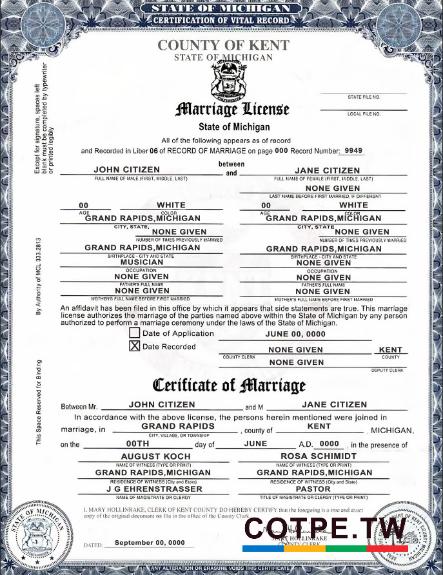 STATE OF MICHIGAN
CERTIFICATION OF VITAL RECORD
COUNTY OF KENT
STATE OF MICHIGAN
STATE FILE NO.
Marriage License
LOCAL FILE NO.
State of Michigan
Except for signature, spaces left
blank must be completed by typewriter
or printed legibly
All of the following appears as of record
and Recorded in Liber 06 of RECORD OF MARRIAGE on page 000 Record Number: 9949
between
JOHN CITIZEN and JANE CITIZEN
FULL NAME OF MALE (FIRST, MIDDLE, LAST) FULL NAME OF FEMALE (FIRST, MIDDLE, LAST)
NONE GIVEN
LAST NAME BEFORE FIRST MARRIED, IF DIFFERENT
00 WHITE 00 WHITE
AGE COLOR AGE COLOR
GRAND RAPIDS,MICHIGAN GRAND RAPIDS,MICHIGAN
CITY, STATE, NONE GIVEN CITY, STATE, NONE GIVEN
NUMBER OF TIMES PREVIOUSLY MARRIED NUMBER OF TIMES PREVIOUSLY MARRIED
GRAND RAPIDS,MICHIGAN GRAND RAPIDS,MICHIGAN
BIRTHPLACE - CITY AND STATE BIRTHPLACE - CITY AND STATE
MUSICIAN NONE GIVEN
OCCUPATION OCCUPATION
NONE GIVEN NONE GIVEN
FATHER'S FULL NAME FATHER'S FULL NAME
NONE GIVEN NONE GIVEN
MOTHER'S FULL NAME BEFORE FIRST MARRIED MOTHER'S FULL NAME BEFORE FIRST MARRIED
By Authority of MCL 333.2813
An affidavit has been filed in this office by which it appears that side statements are true. This marriage
license authorizes the marriage of the parties named above within the State of Michigan by any person
authorized to perform a marriage ceremony under the laws of the State of Michigan.
Date of Application JUNE 00, 0000
Date Recorded NONE GIVEN KENT
COUNTY CLERK COUNTY
NONE GIVEN
DEPUTY CLERK
Certificate of Marriage
Between Mr. JOHN CITIZEN and M JANE CITIZEN
In accordance with the above license, the persons herein mentioned were joined in
marriage, in GRAND RAPIDS , county of KENT MICHIGAN,
CITY, VILLAGE, OR TOWNSHIP
on the 00TH day of JUNE A.D. 0000 , in the presence of
This Space Reserved for Binding
AUGUST KOCH ROSA SCHMIDT
NAME OF WITNESS (TYPE OR PRINT) NAME OF WITNESS (TYPE OR PRINT)
GRAND RAPIDS,MICHIGAN GRAND RAPIDS,MICHIGAN
RESIDENCE OF WITNESS (City and State) RESIDENCE OF WITNESS (City and State)
J G EHRENSTRASSER PASTOR
NAME OF MAGISTRATE OR CLERGY TITLE OF MAGISTRATE OR CLERGY (TYPE OR PRINT)
I, MARY HOLLINRAKE, CLERK OF KENT COUNTY DO HEREBY CERTIFY that the foregoing is a true and exact
copy of the original document on file in the office of the County Clerk.
COTPE.TW
MARY HOLLINRAKE
COUNTY CLERK
DATED: September 00, 0000
ANY ALTERATION OR ERASURE VOIDS THIS CERTIFICATE